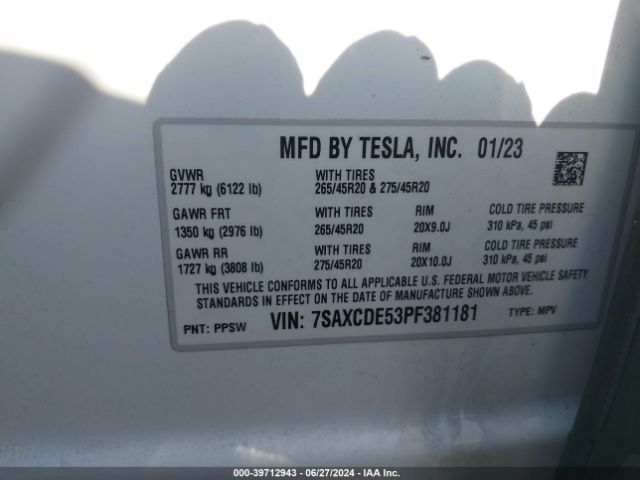 MFD BY TESLA, INC. 01/23
GVWR
2777 kg (6122 lb)
WITH TIRES
265/45R20 & 275/45R20
GAWR FRT
1350 kg (2976 lb)
WITH TIRES
265/45R20
RIM
20X9.0J
COLD TIRE PRESSURE
310 kPa, 45 psi
GAWR RR
1727 kg (3808 lb)
WITH TIRES
275/45R20
RIM
20X10.0J
COLD TIRE PRESSURE
310 kPa, 45 psi
THIS VEHICLE CONFORMS TO ALL APPLICABLE U.S. FEDERAL MOTOR VEHICLE SAFETY
STANDARDS IN EFFECT ON THE DATE OF MANUFACTURE SHOWN ABOVE.
PNT: PPSW VIN: 7SAXCDE53PF381181 TYPE: MPV
000-39712943 / 06/27/2024 / IAA Inc.